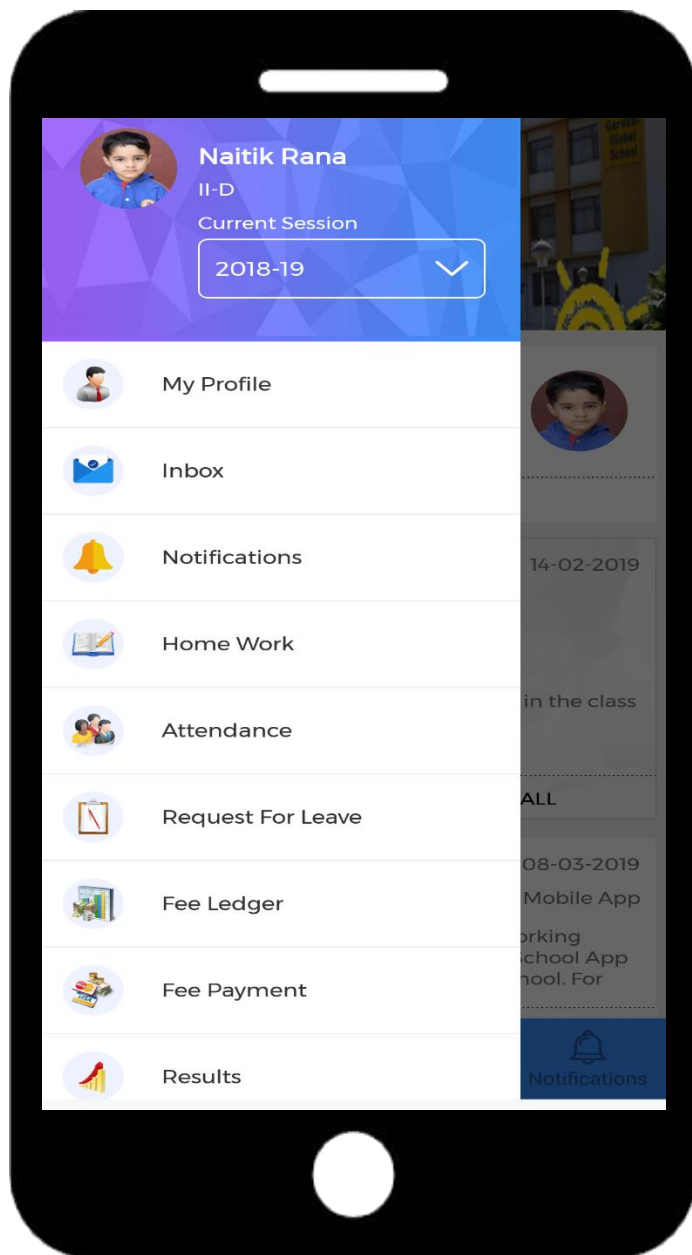 Naitik Rana
II-D
Current Session
2018-19
My Profile
Inbox
Notifications
Home Work
Attendance
Request For Leave
Fee Ledger
Fee Payment
Results
Global
School
14-02-2019
in the class
ALL
08-03-2019
Mobile App
orking
School App
hool. For
Notifications